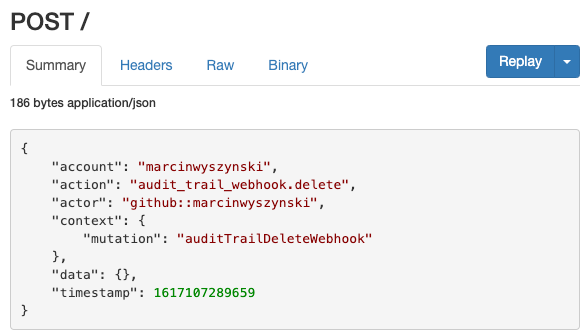 POST /
Summary Headers Raw Binary Replay
186 bytes application/json
{
    "account": "marcinwyszynski",
    "action": "audit_trail_webhook.delete",
    "actor": "github::marcinwyszynski",
    "context": {
        "mutation": "auditTrailDeleteWebhook"
    },
    "data": {},
    "timestamp": 1617107289659
}